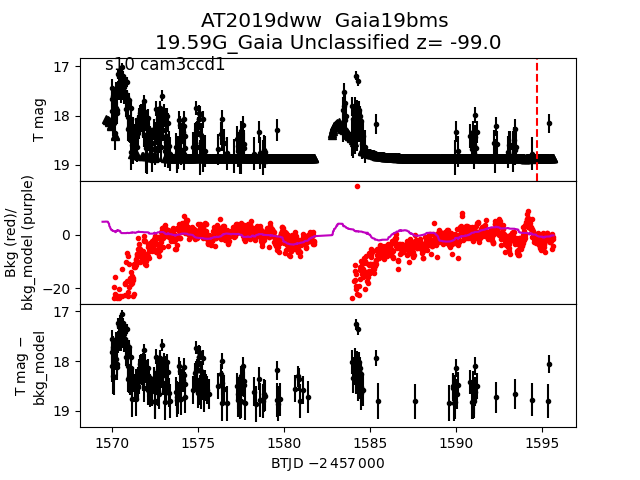 AT2019dww  Gaia19bms
19.59G_Gaia Unclassified z= -99.0
s10 cam3ccd1
17
18
19
T mag
0
−20
Bkg (red)/
bkg_model (purple)
17
18
19
T mag −
bkg_model
1570
1575
1580
1585
1590
1595
BTJD −2 457 000